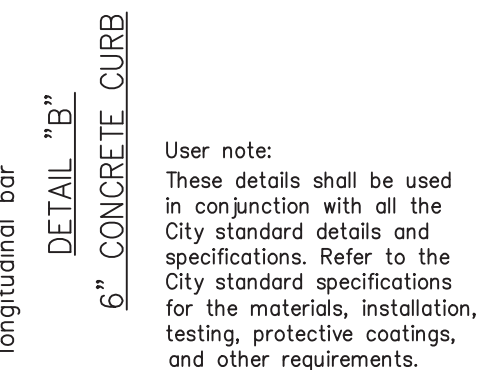 longitudinal bar
DETAIL "B"
6" CONCRETE CURB
User note:
These details shall be used
in conjunction with all the
City standard details and
specifications. Refer to the
City standard specifications
for the materials, installation,
testing, protective coatings,
and other requirements.